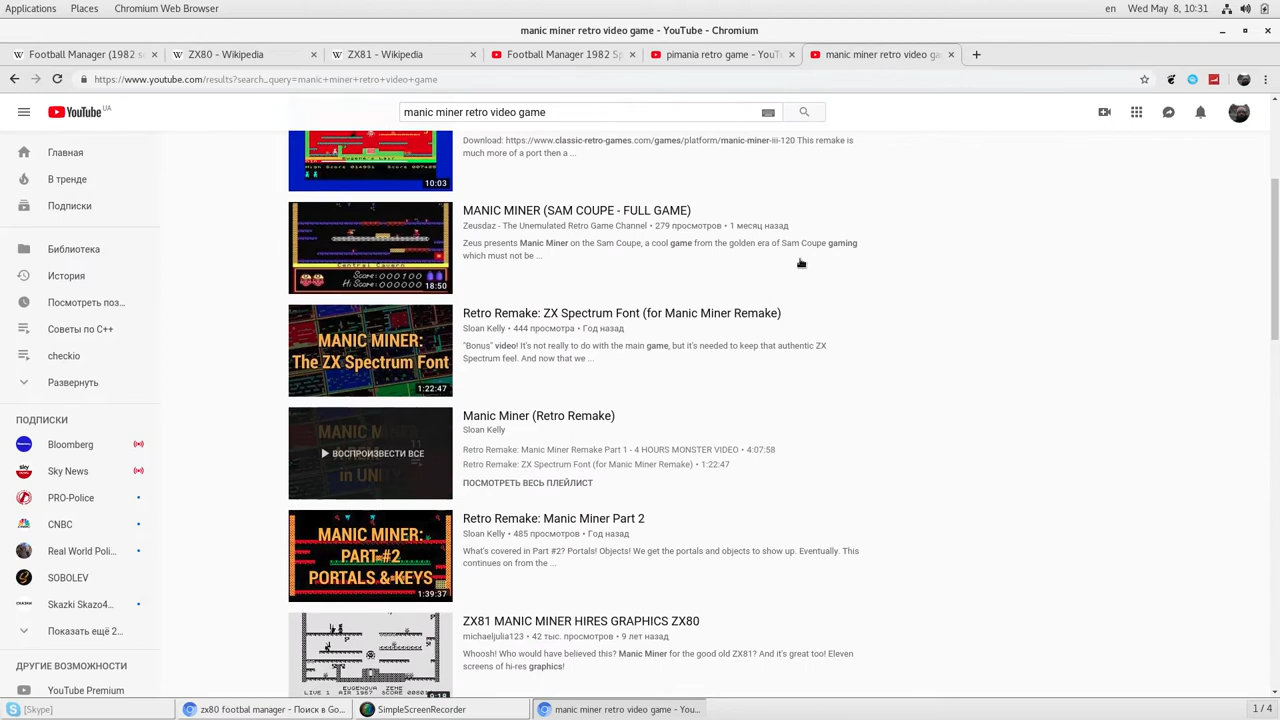 Applications Places Chromium Web Browser en Wed May 8, 10:31
manic miner retro video game - YouTube - Chromium
Football Manager (1982 s ZX80 - Wikipedia ZX81 - Wikipedia Football Manager 1982 Sp pimania retro game - YouT manic miner retro video ga
https://www.youtube.com/results?search_query=manic+miner+retro+video+game
YouTube UA manic miner retro video game
Download: https://www.classic-retro-games.com/games/platform/manic-miner-iii-120 This remake is
much more of a port then a ...
10:03
MANIC MINER (SAM COUPE - FULL GAME)
Zeusdaz - The Unemulated Retro Game Channel • 279 просмотров • 1 месяц назад
Zeus presents Manic Miner on the Sam Coupe, a cool game from the golden era of Sam Coupe gaming
which must not be ...
Central Cavern
Score:000100
Hi Score:000000
18:50
Retro Remake: ZX Spectrum Font (for Manic Miner Remake)
Sloan Kelly • 444 просмотра • Год назад
"Bonus" video! It's not really to do with the main game, but it's needed to keep that authentic ZX
Spectrum feel. And now that we ...
MANIC MINER:
The ZX Spectrum Font
1:22:47
Manic Miner (Retro Remake)
Sloan Kelly
Retro Remake: Manic Miner Remake Part 1 - 4 HOURS MONSTER VIDEO • 4:07:58
Retro Remake: ZX Spectrum Font (for Manic Miner Remake) • 1:22:47
ПОСМОТРЕТЬ ВЕСЬ ПЛЕЙЛИСТ
ВОСПРОИЗВЕСТИ ВСЕ
in UNITY
Retro Remake: Manic Miner Part 2
Sloan Kelly • 485 просмотров • Год назад
What's covered in Part #2? Portals! Objects! We get the portals and objects to show up. Eventually. This
continues on from the ...
MANIC MINER:
PART #2
PORTALS & KEYS
1:39:37
ZX81 MANIC MINER HIRES GRAPHICS ZX80
michaeljulia123 • 42 тыс. просмотров • 9 лет назад
Whoosh! Who would have believed this? Manic Miner for the good old ZX81? And it's great too! Eleven
screens of hi-res graphics!
9:18
Главная
В тренде
Подписки
Библиотека
История
Посмотреть поз...
Советы по C++
checkio
Развернуть
ПОДПИСКИ
Bloomberg
Sky News
PRO-Police
CNBC
Real World Poli...
SOBOLEV
Skazki Skazo4...
Показать ещё 2...
ДРУГИЕ ВОЗМОЖНОСТИ
YouTube Premium
[Skype] zx80 footbal manager - Поиск в Go... SimpleScreenRecorder manic miner retro video game - You... 1 / 4